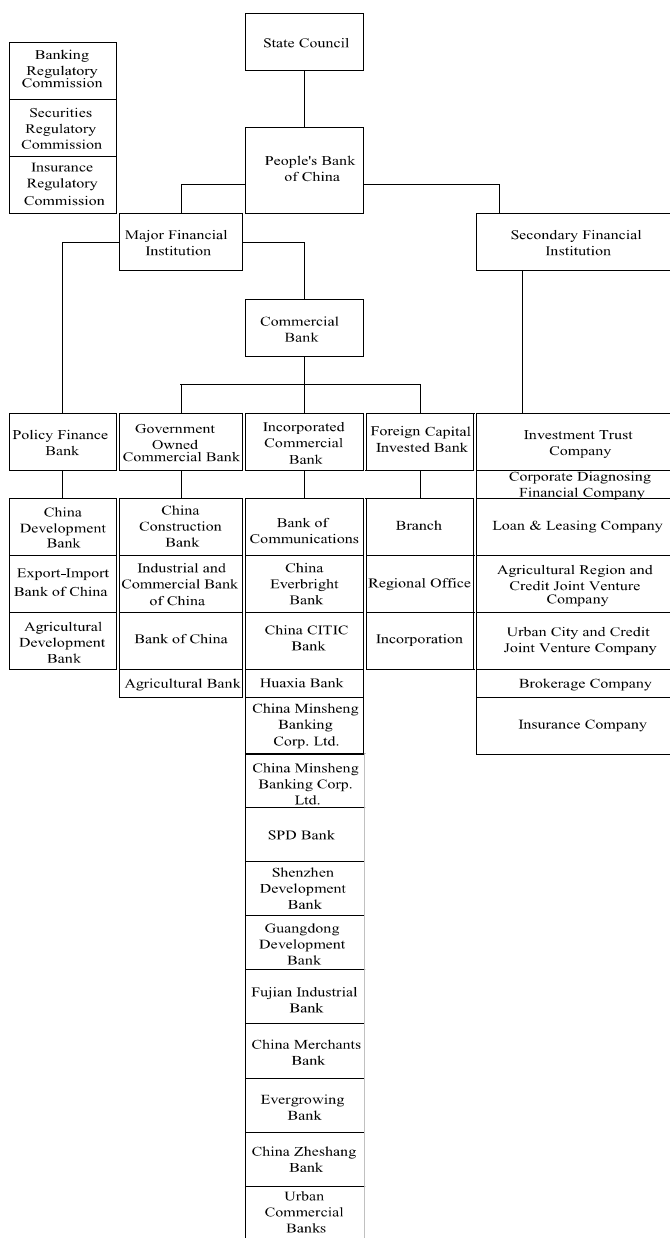 State Council
Banking
Regulatory
Commission
Securities
Regulatory
Commission
Insurance
Regulatory
Commission
People's Bank
of China
Major Financial
Institution
Secondary Financial
Institution
Commercial
Bank
Policy Finance
Bank
Government
Owned
Commercial Bank
Incorporated
Commercial
Bank
Foreign Capital
Invested Bank
Investment Trust
Company
Corporate Diagnosing
Financial Company
China
Development
Bank
Export-Import
Bank of China
Agricultural
Development
Bank
China
Construction
Bank
Industrial and
Commercial Bank
of China
Bank of China
Agricultural Bank
Bank of
Communications
China
Everbright
Bank
China CITIC
Bank
Huaxia Bank
China Minsheng
Banking
Corp. Ltd.
China Minsheng
Banking Corp.
Ltd.
SPD Bank
Shenzhen
Development
Bank
Guangdong
Development
Bank
Fujian Industrial
Bank
China Merchants
Bank
Evergrowing
Bank
China Zheshang
Bank
Urban
Commercial
Banks
Branch
Regional Office
Incorporation
Loan & Leasing Company
Agricultural Region and
Credit Joint Venture
Company
Urban City and Credit
Joint Venture Company
Brokerage Company
Insurance Company